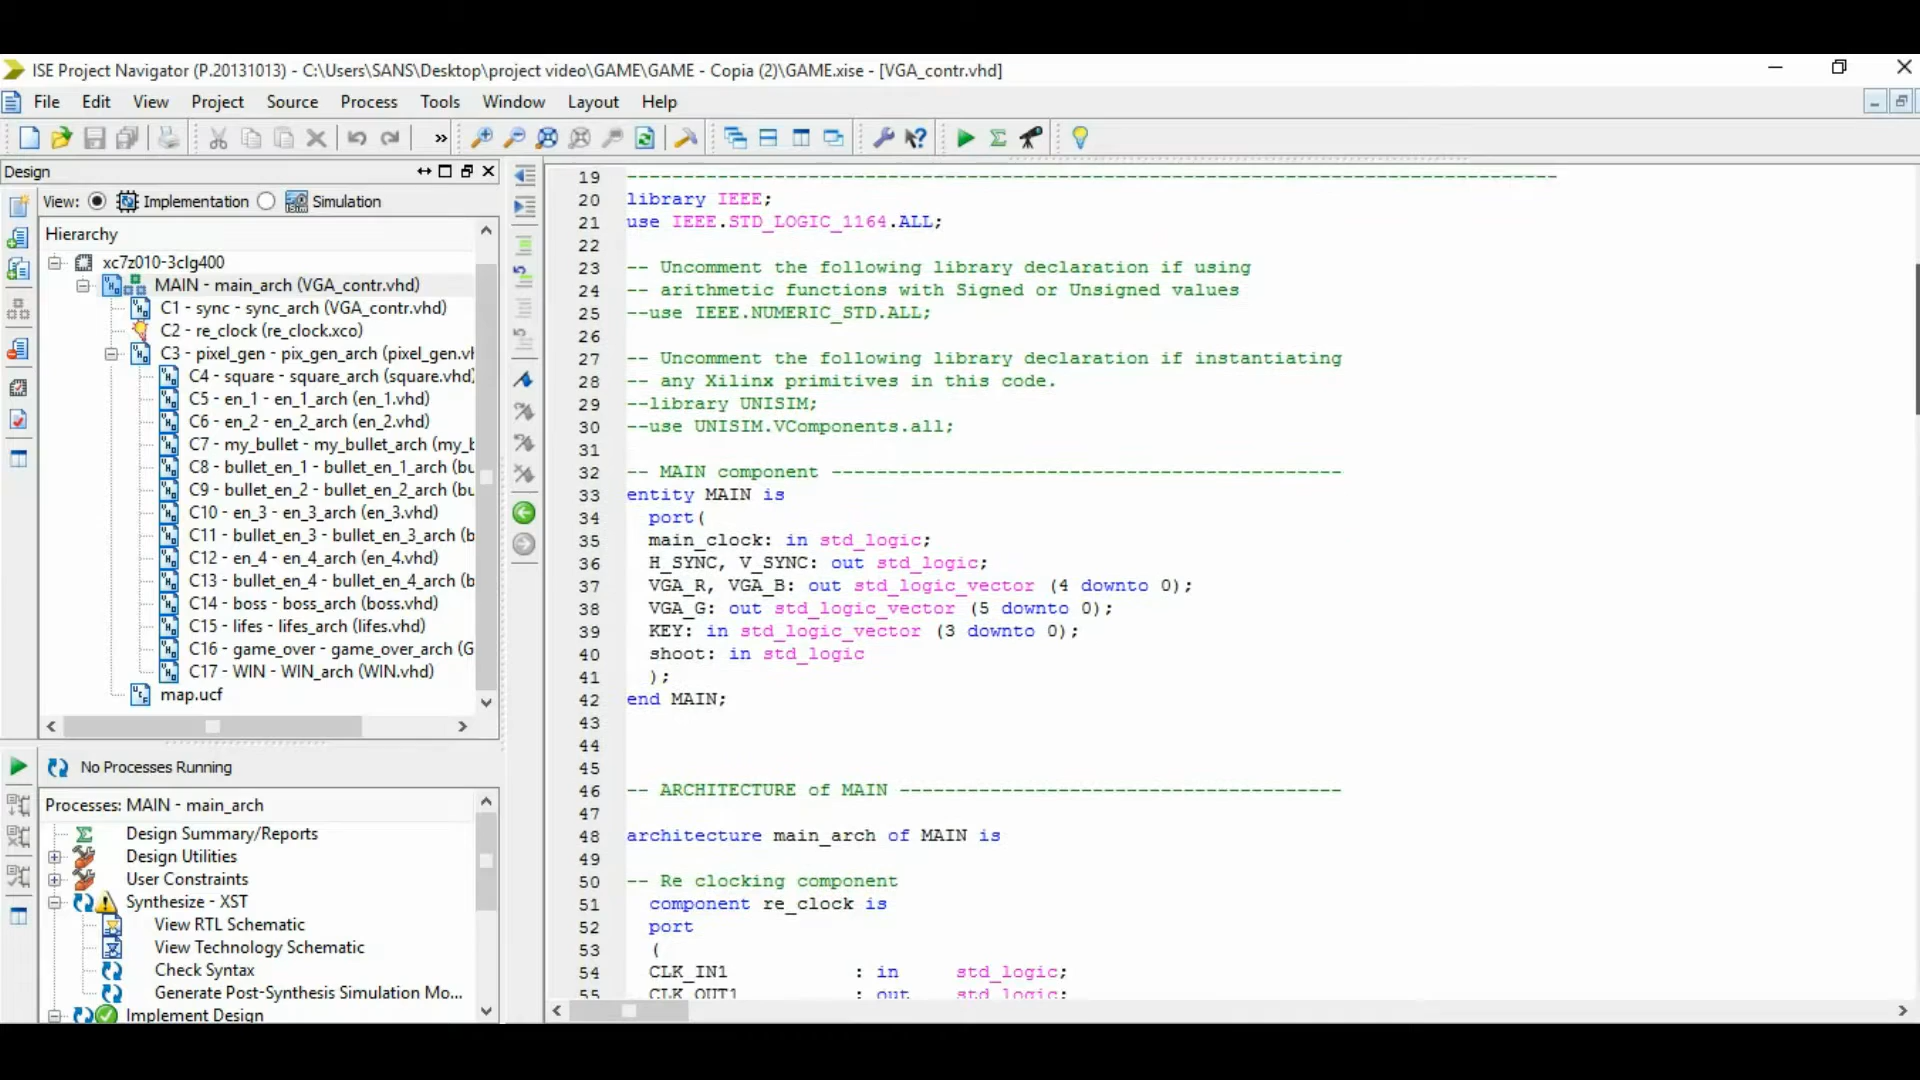 ISE Project Navigator (P.20131013) - C:\Users\SANS\Desktop\project video\GAME\GAME - Copia (2)\GAME.xise - [VGA_contr.vhd]
File Edit View Project Source Process Tools Window Layout Help
Design
View: Implementation Simulation
Hierarchy
xc7z010-3clg400
MAIN - main_arch (VGA_contr.vhd)
C1 - sync - sync_arch (VGA_contr.vhd)
C2 - re_clock (re_clock.xco)
C3 - pixel_gen - pix_gen_arch (pixel_gen.vh
C4 - square - square_arch (square.vhd)
C5 - en_1 - en_1_arch (en_1.vhd)
C6 - en_2 - en_2_arch (en_2.vhd)
C7 - my_bullet - my_bullet_arch (my_b
C8 - bullet_en_1 - bullet_en_1_arch (bu
C9 - bullet_en_2 - bullet_en_2_arch (bu
C10 - en_3 - en_3_arch (en_3.vhd)
C11 - bullet_en_3 - bullet_en_3_arch (b
C12 - en_4 - en_4_arch (en_4.vhd)
C13 - bullet_en_4 - bullet_en_4_arch (b
C14 - boss - boss_arch (boss.vhd)
C15 - lifes - lifes_arch (lifes.vhd)
C16 - game_over - game_over_arch (G
C17 - WIN - WIN_arch (WIN.vhd)
map.ucf
No Processes Running
Processes: MAIN - main_arch
Design Summary/Reports
Design Utilities
User Constraints
Synthesize - XST
View RTL Schematic
View Technology Schematic
Check Syntax
Generate Post-Synthesis Simulation Mo...
Implement Design
19 ----------------------------------------------------------------------------------
20 library IEEE;
21 use IEEE.STD_LOGIC_1164.ALL;
22
23 -- Uncomment the following library declaration if using
24 -- arithmetic functions with Signed or Unsigned values
25 --use IEEE.NUMERIC_STD.ALL;
26
27 -- Uncomment the following library declaration if instantiating
28 -- any Xilinx primitives in this code.
29 --library UNISIM;
30 --use UNISIM.VComponents.all;
31
32 -- MAIN component ---------------------------------------------
33 entity MAIN is
34 port(
35 main_clock: in std_logic;
36 H_SYNC, V_SYNC: out std_logic;
37 VGA_R, VGA_B: out std_logic_vector (4 downto 0);
38 VGA_G: out std_logic_vector (5 downto 0);
39 KEY: in std_logic_vector (3 downto 0);
40 shoot: in std_logic
41 );
42 end MAIN;
43
44
45
46 -- ARCHITECTURE of MAIN ---------------------------------------
47
48 architecture main_arch of MAIN is
49
50 -- Re clocking component
51 component re_clock is
52 port
53 (
54 CLK_IN1 : in std_logic;
55 CLK_OUT1 : out std_logic;